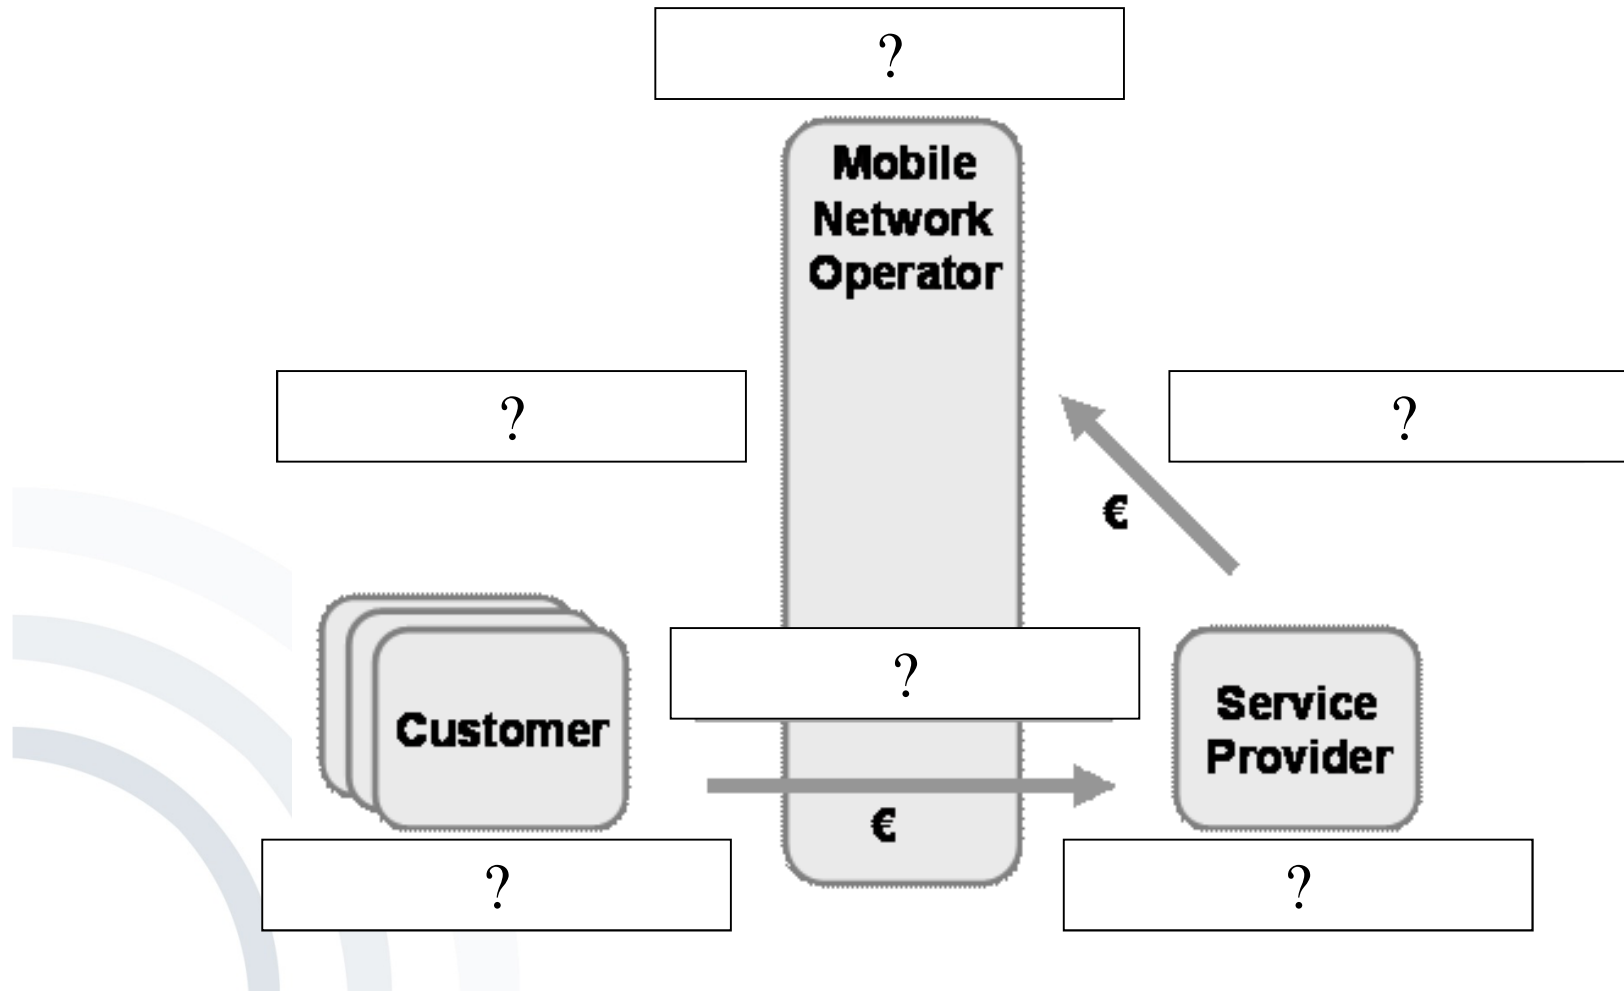 ?
Mobile
Network
Operator
?
?
€
?
Customer
Service
Provider
€
?
?